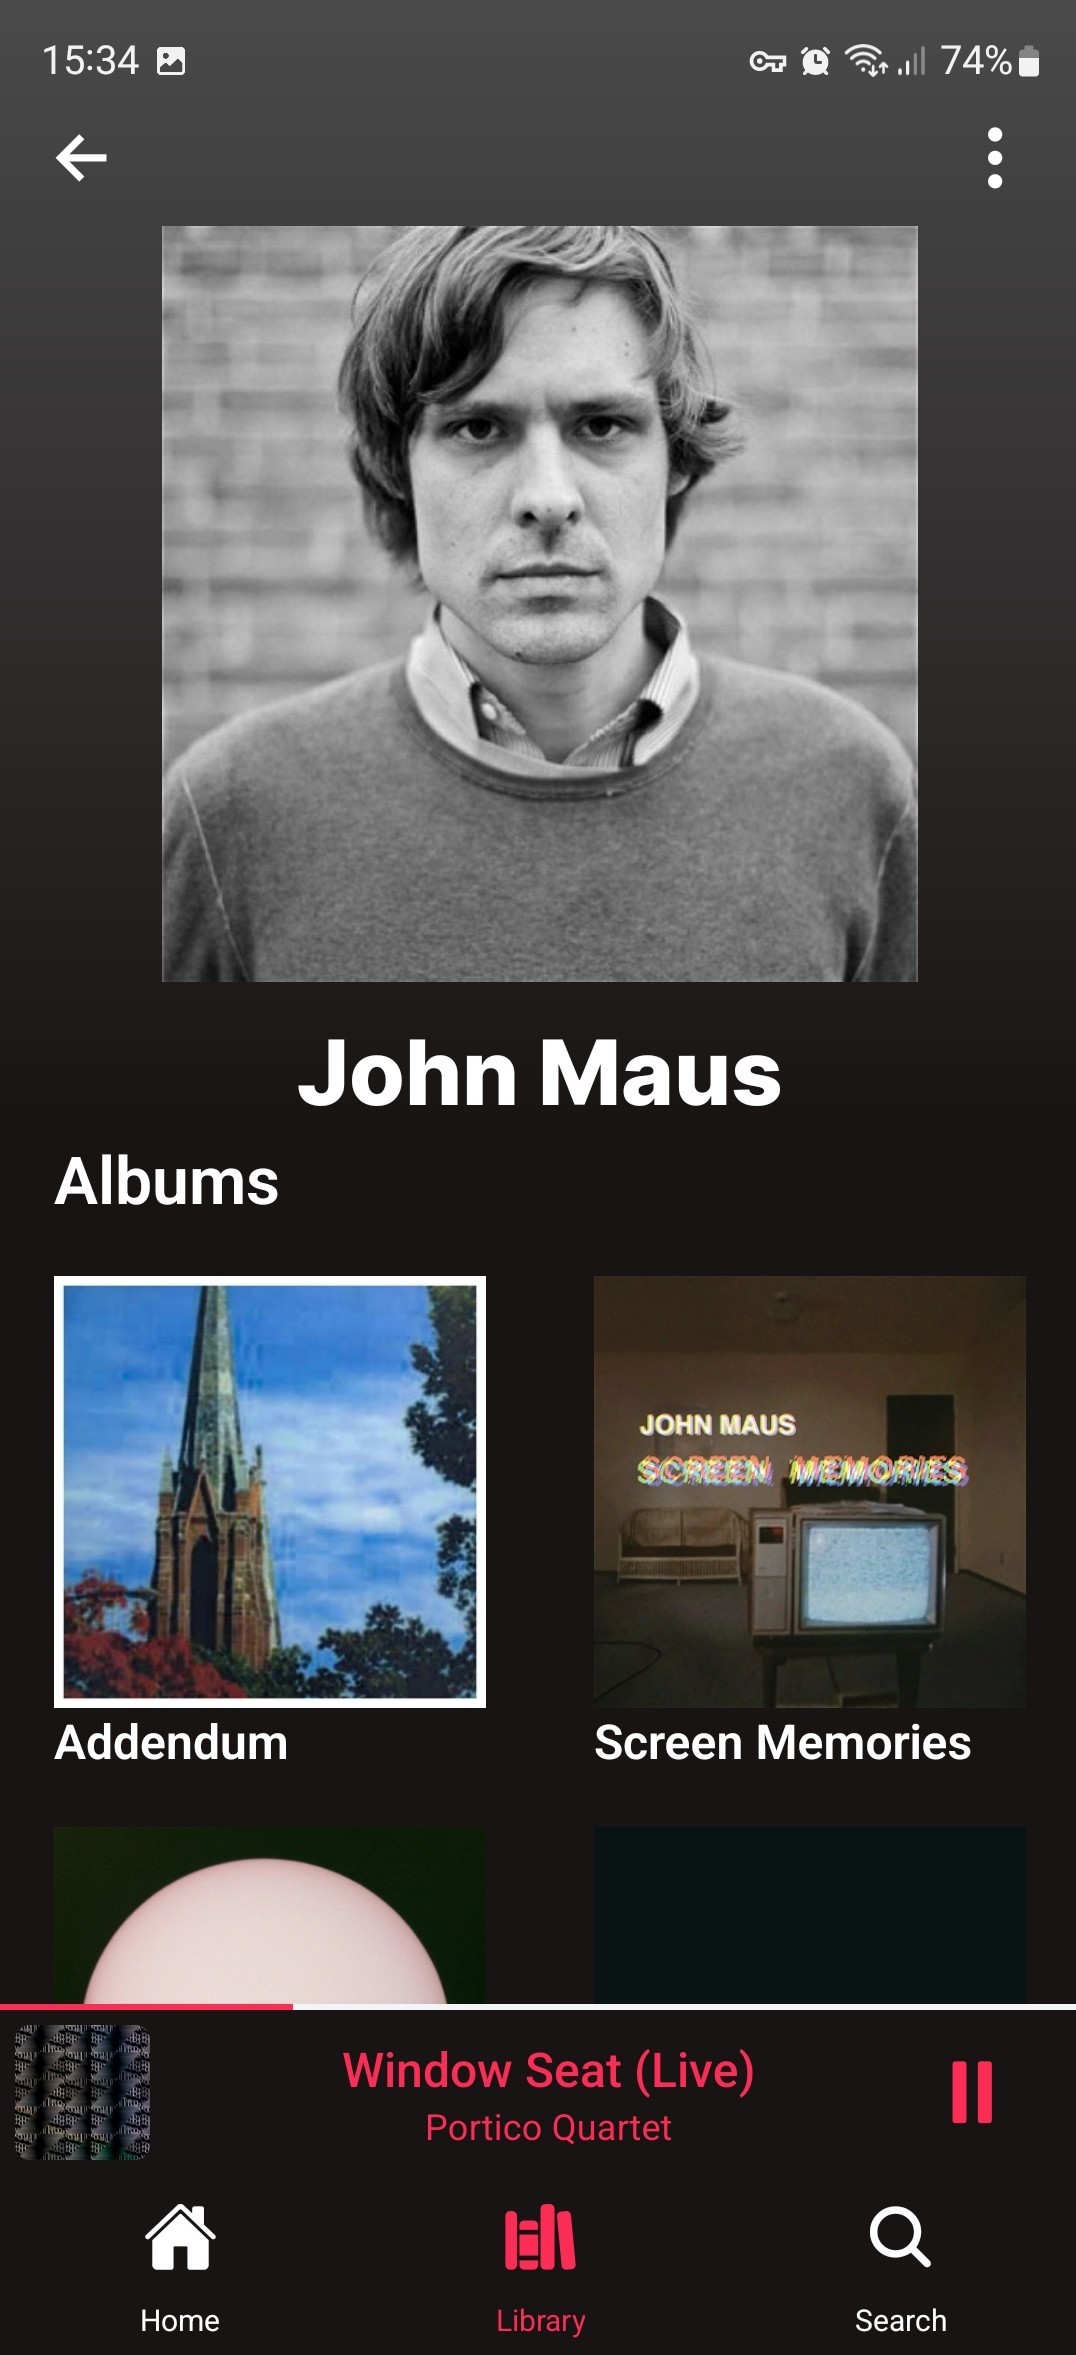 15:34
74%
John Maus
Albums
JOHN MAUS
SCREEN MEMORIES
Addendum
Screen Memories
Window Seat (Live)
Portico Quartet
Home
Library
Search